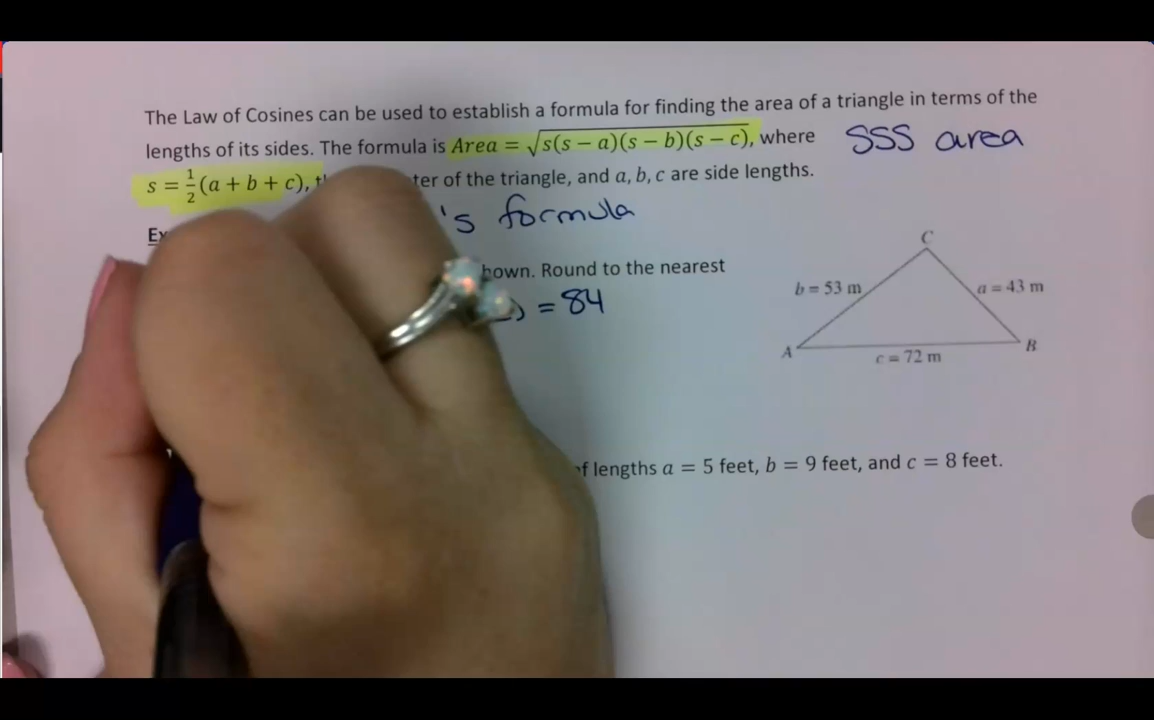 The Law of Cosines can be used to establish a formula for finding the area of a triangle in terms of the
lengths of its sides. The formula is Area = √s(s − a)(s − b)(s − c), where SSS area
s = 1/2 (a + b + c), of the triangle, and a, b, c are side lengths.
's formula
Round to the nearest
) = 84
C
b = 53 m
a = 43 m
A
B
c = 72 m
lengths a = 5 feet, b = 9 feet, and c = 8 feet.